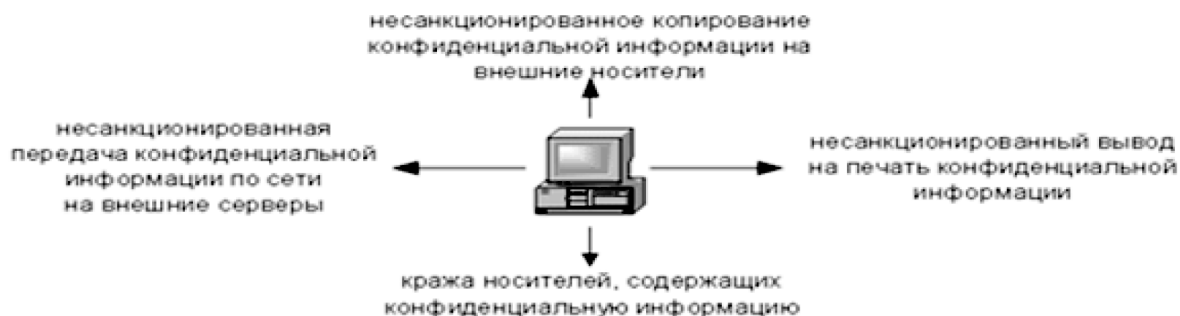 несанкционированное копирование
конфиденциальной информации на
внешние носители
несанкционированная
передача конфиденциальной
информации по сети
на внешние серверы
несанкционированный вывод
на печать конфиденциальной
информации
кража носителей, содержащих
конфиденциальную информацию